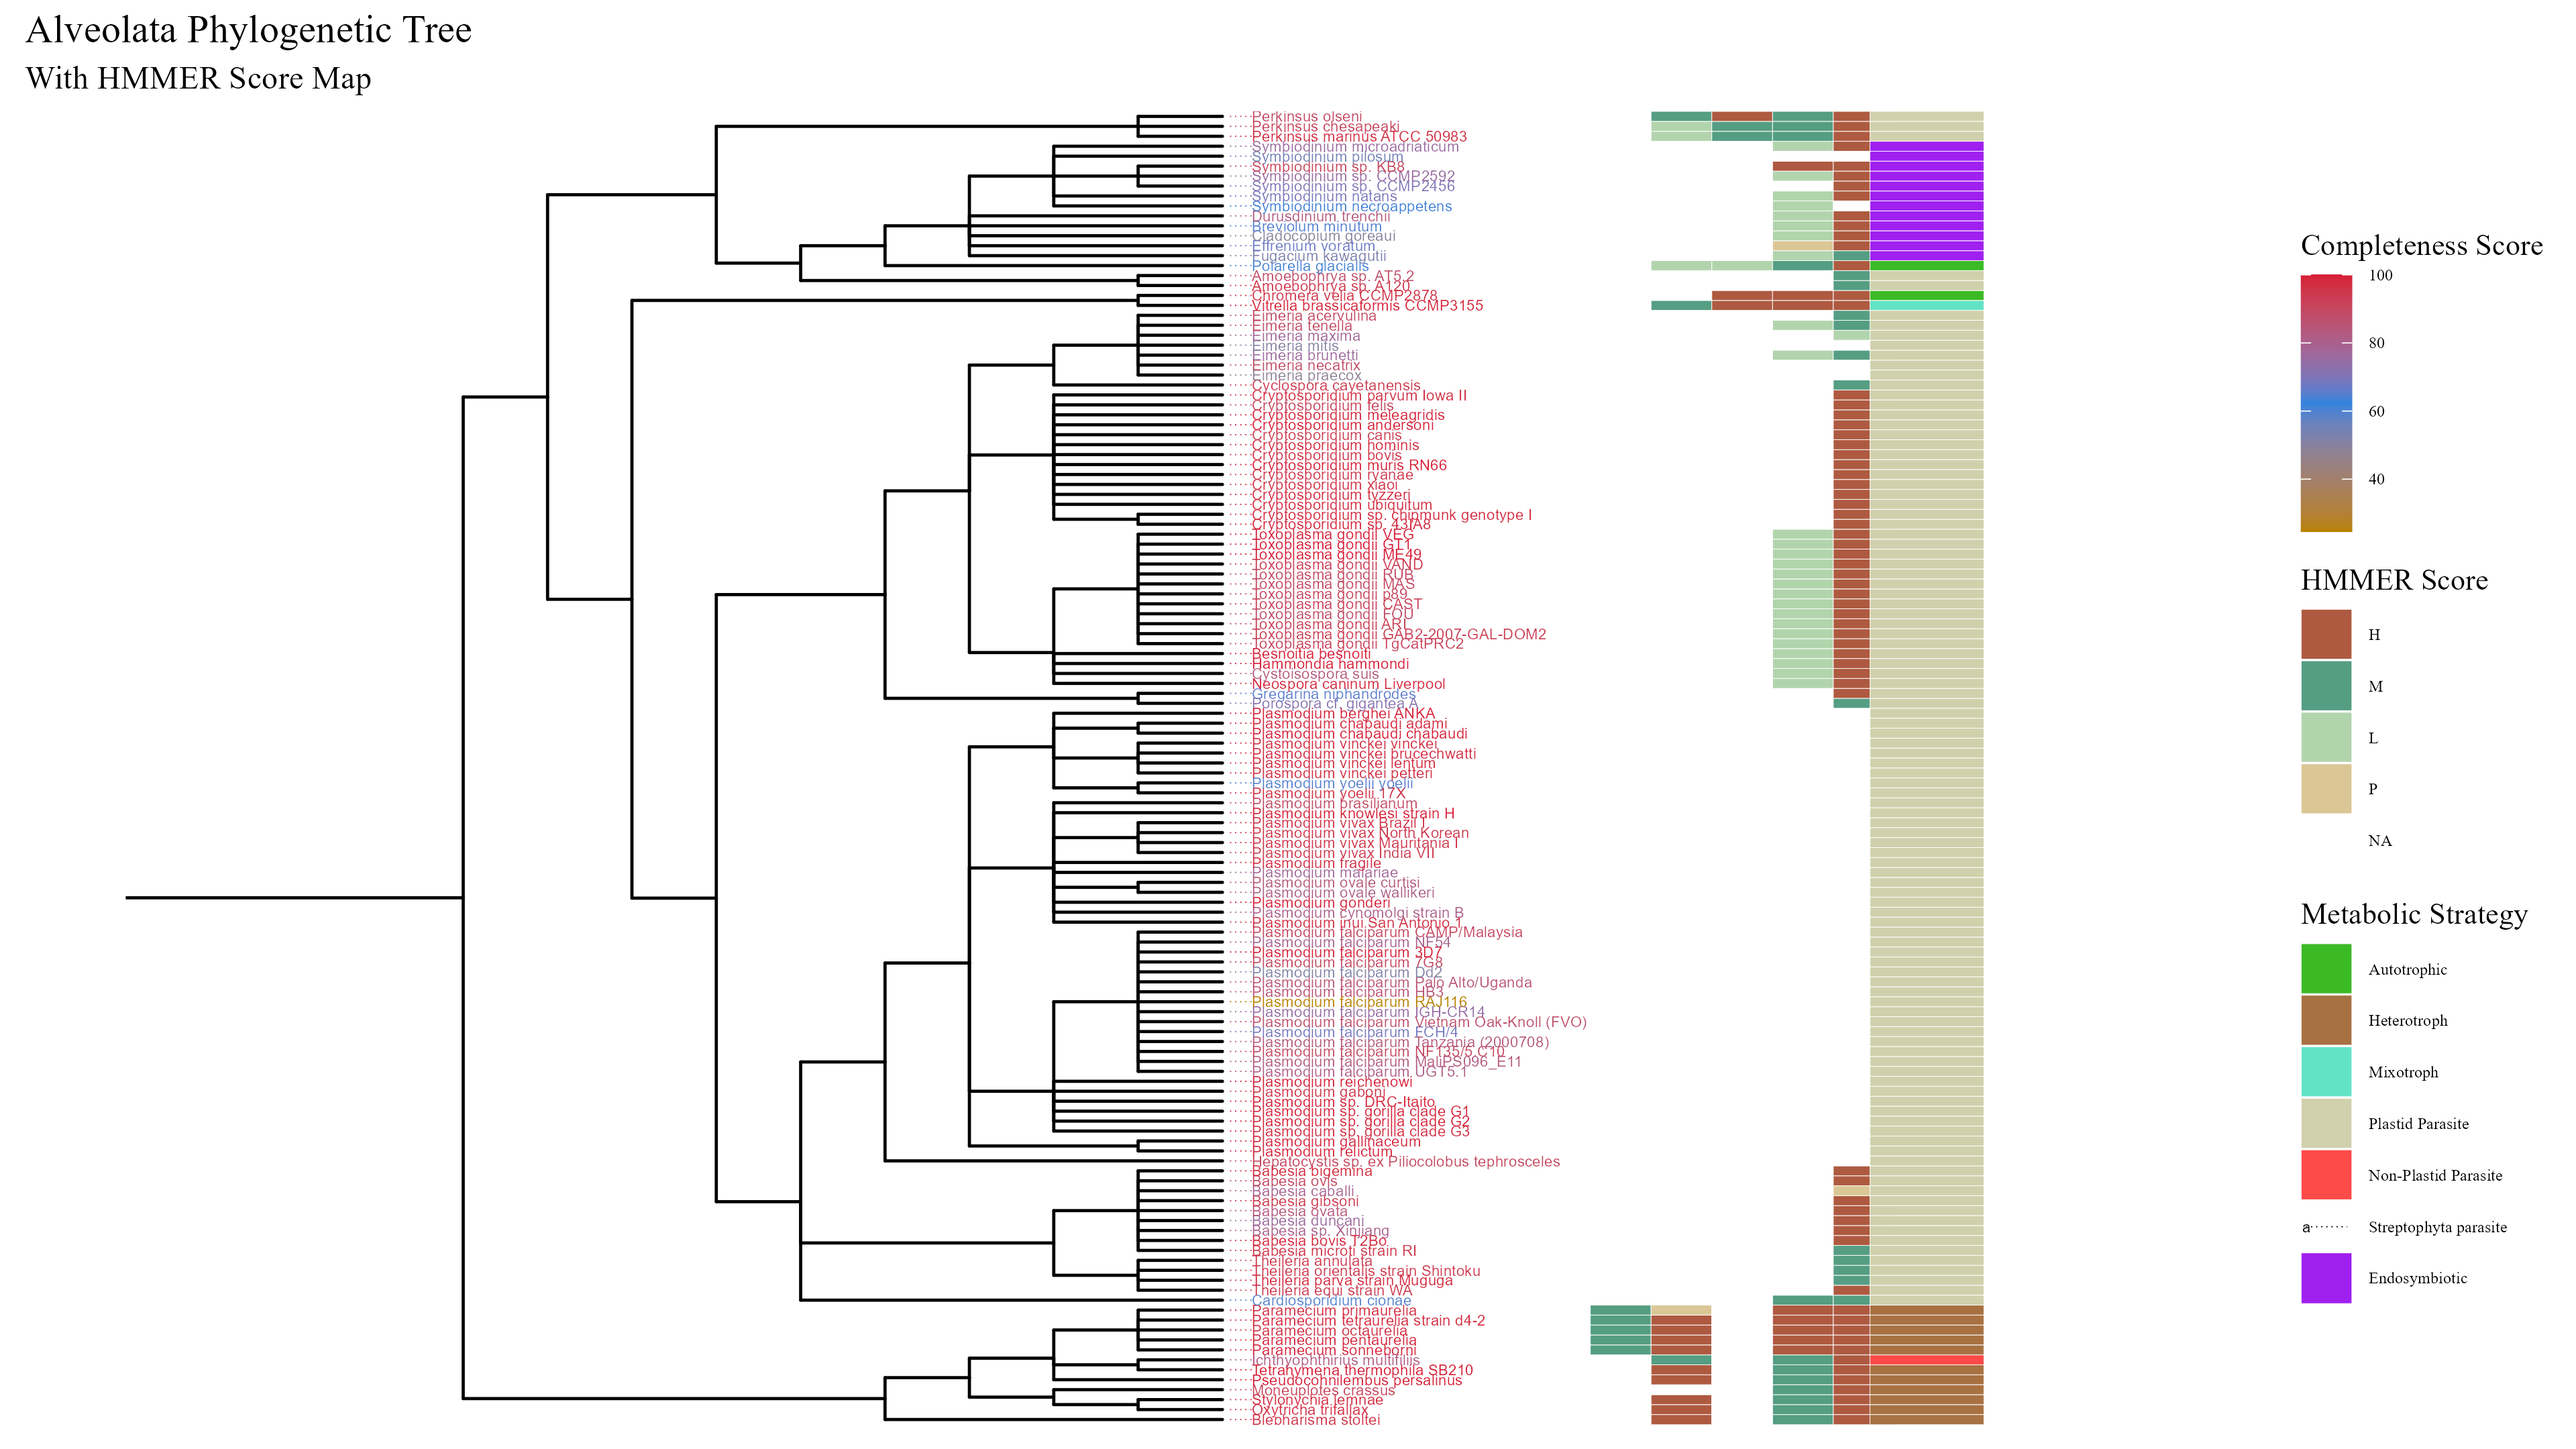 Alveolata Phylogenetic Tree
With HMMER Score Map
Perkinsus olseni
Perkinsus chesapeaki
Perkinsus marinus ATCC 50983
Symbiodinium microadriaticum
Symbiodinium pilosum
Symbiodinium sp. KB8
Symbiodinium sp. CCMP2592
Symbiodinium sp. CCMP2456
Symbiodinium natans
Symbiodinium necroappetens
Durusdinium trenchii
Breviolum minutum
Cladocopium goreaui
Effrenium voratum
Fugacium kawagutii
Polarella glacialis
Amoebophrya sp. AT5.2
Amoebophrya sp. A120
Chromera velia CCMP2878
Vitrella brassicaformis CCMP3155
Eimeria acervulina
Eimeria tenella
Eimeria maxima
Eimeria mitis
Eimeria brunetti
Eimeria necatrix
Eimeria praecox
Cyclospora cayetanensis
Cryptosporidium parvum Iowa II
Cryptosporidium felis
Cryptosporidium meleagridis
Cryptosporidium andersoni
Cryptosporidium canis
Cryptosporidium hominis
Cryptosporidium bovis
Cryptosporidium muris RN66
Cryptosporidium ryanae
Cryptosporidium xiaoi
Cryptosporidium tyzzeri
Cryptosporidium ubiquitum
Cryptosporidium sp. chipmunk genotype I
Cryptosporidium sp. 43IA8
Toxoplasma gondii VEG
Toxoplasma gondii GT1
Toxoplasma gondii ME49
Toxoplasma gondii VAND
Toxoplasma gondii RUB
Toxoplasma gondii MAS
Toxoplasma gondii p89
Toxoplasma gondii CAST
Toxoplasma gondii FOU
Toxoplasma gondii ARI
Toxoplasma gondii GAB2-2007-GAL-DOM2
Toxoplasma gondii TgCatPRC2
Besnoitia besnoiti
Hammondia hammondi
Cystoisospora suis
Neospora caninum Liverpool
Gregarina niphandrodes
Porospora cf. gigantea A
Plasmodium berghei ANKA
Plasmodium chabaudi adami
Plasmodium chabaudi chabaudi
Plasmodium vinckei vinckei
Plasmodium vinckei brucechwatti
Plasmodium vinckei lentum
Plasmodium vinckei petteri
Plasmodium yoelii yoelii
Plasmodium yoelii 17X
Plasmodium brasilianum
Plasmodium knowlesi strain H
Plasmodium vivax Brazil I
Plasmodium vivax North Korean
Plasmodium vivax Mauritania I
Plasmodium vivax India VII
Plasmodium fragile
Plasmodium malariae
Plasmodium ovale curtisi
Plasmodium ovale wallikeri
Plasmodium gonderi
Plasmodium cynomolgi strain B
Plasmodium inui San Antonio 1
Plasmodium falciparum CAMP/Malaysia
Plasmodium falciparum NF54
Plasmodium falciparum 3D7
Plasmodium falciparum 7G8
Plasmodium falciparum Dd2
Plasmodium falciparum Palo Alto/Uganda
Plasmodium falciparum HB3
Plasmodium falciparum RAJ116
Plasmodium falciparum IGH-CR14
Plasmodium falciparum Vietnam Oak-Knoll (FVO)
Plasmodium falciparum FCH/4
Plasmodium falciparum Tanzania (2000708)
Plasmodium falciparum NF135/5.C10
Plasmodium falciparum MaliPS096_E11
Plasmodium falciparum UGT5.1
Plasmodium reichenowi
Plasmodium gaboni
Plasmodium sp. DRC-Itaito
Plasmodium sp. gorilla clade G1
Plasmodium sp. gorilla clade G2
Plasmodium sp. gorilla clade G3
Plasmodium gallinaceum
Plasmodium relictum
Hepatocystis sp. ex Piliocolobus tephrosceles
Babesia bigemina
Babesia ovis
Babesia caballi
Babesia gibsoni
Babesia ovata
Babesia duncani
Babesia sp. Xinjiang
Babesia bovis T2Bo
Babesia microti strain RI
Theileria annulata
Theileria orientalis strain Shintoku
Theileria parva strain Muguga
Theileria equi strain WA
Cardiosporidium cionae
Paramecium primaurelia
Paramecium tetraurelia strain d4-2
Paramecium octaurelia
Paramecium pentaurelia
Paramecium sonneborni
Ichthyophthirius multifiliis
Tetrahymena thermophila SB210
Pseudocohnilembus persalinus
Moneuplotes crassus
Stylonychia lemnae
Oxytricha trifallax
Blepharisma stoltei
Completeness Score
100
80
60
40
HMMER Score
H
M
L
P
NA
Metabolic Strategy
Autotrophic
Heterotroph
Mixotroph
Plastid Parasite
Non-Plastid Parasite
a Streptophyta parasite
Endosymbiotic